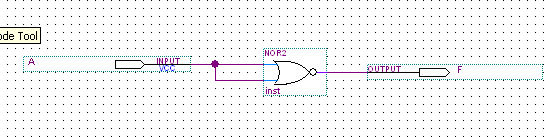 ode Tool
NOR2
A
INPUT
VCC
OUTPUT
F
inst